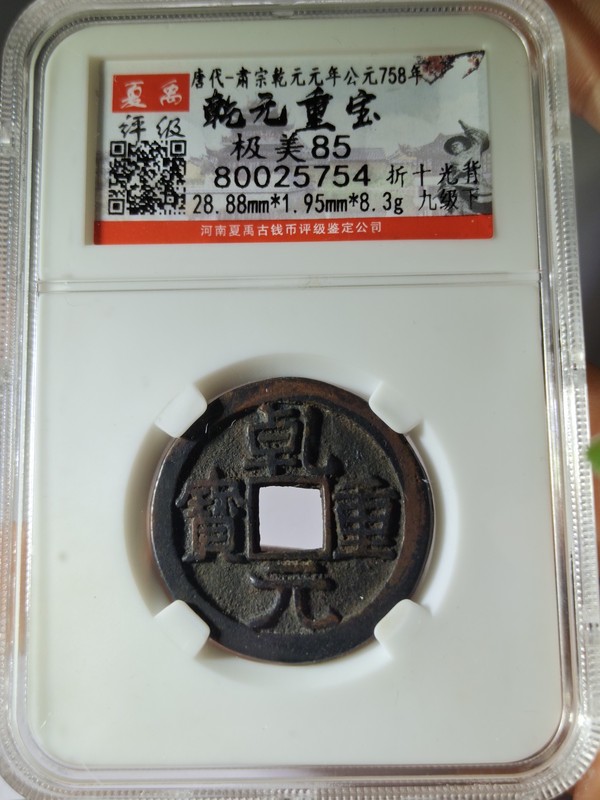 夏禹
评级
唐代-肃宗乾元元年公元758年
乾元重宝
极美85
80025754 折十光背
28.88mm*1.95mm*8.3g 九级下
河南夏禹古钱币评级鉴定公司
乾元重寶